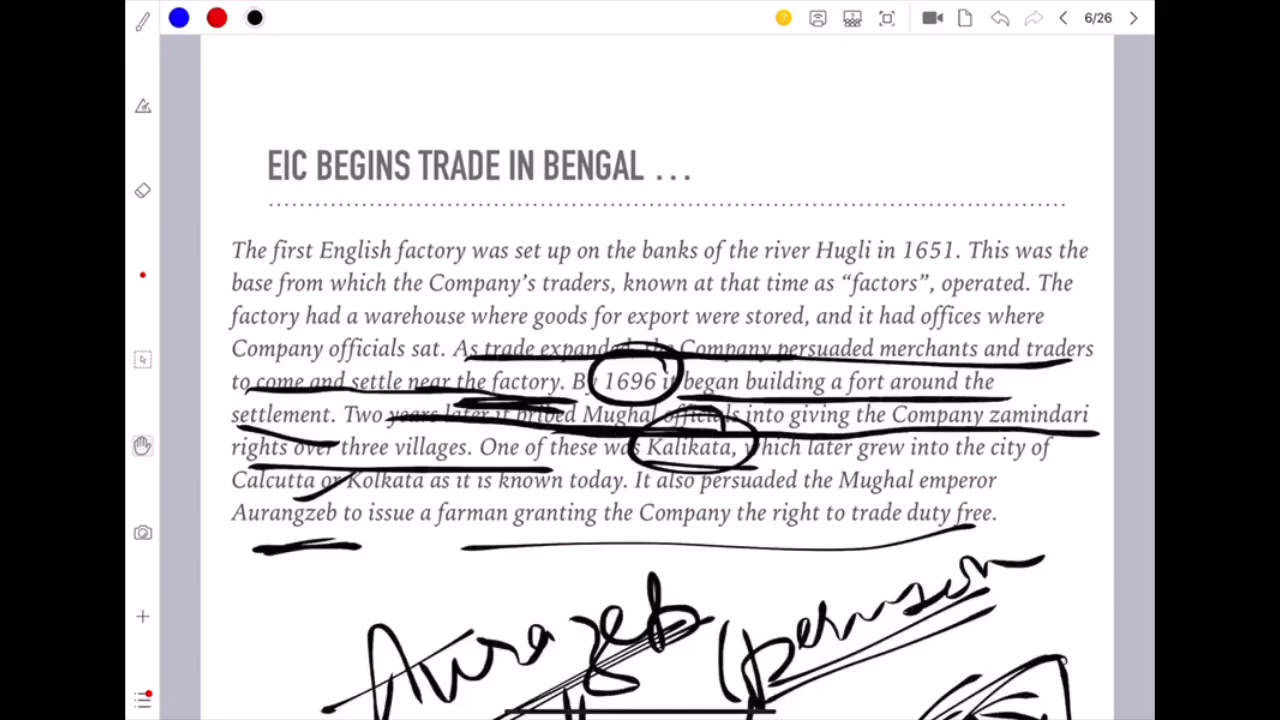 6/26
EIC BEGINS TRADE IN BENGAL ...
The first English factory was set up on the banks of the river Hugli in 1651. This was the
base from which the Company's traders, known at that time as “factors”, operated. The
factory had a warehouse where goods for export were stored, and it had offices where
Company officials sat. As trade expanded, the Company persuaded merchants and traders
to come and settle near the factory. By 1696 it began building a fort around the
settlement. Two years later it bribed Mughal officials into giving the Company zamindari
rights over three villages. One of these was Kalikata, which later grew into the city of
Calcutta or Kolkata as it is known today. It also persuaded the Mughal emperor
Aurangzeb to issue a farman granting the Company the right to trade duty free.
Aurazeb